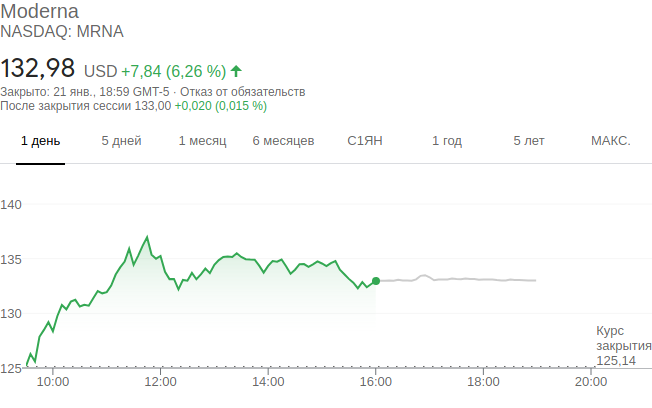 Moderna
NASDAQ: MRNA
132,98 USD +7,84 (6,26 %)
Закрыто: 21 янв., 18:59 GMT-5 · Отказ от обязательств
После закрытия сессии 133,00 +0,020 (0,015 %)
1 день 5 дней 1 месяц 6 месяцев С1ЯН 1 год 5 лет МАКС.
140
135
130
Курс
закрытия
125,14
125
10:00 12:00 14:00 16:00 18:00 20:00